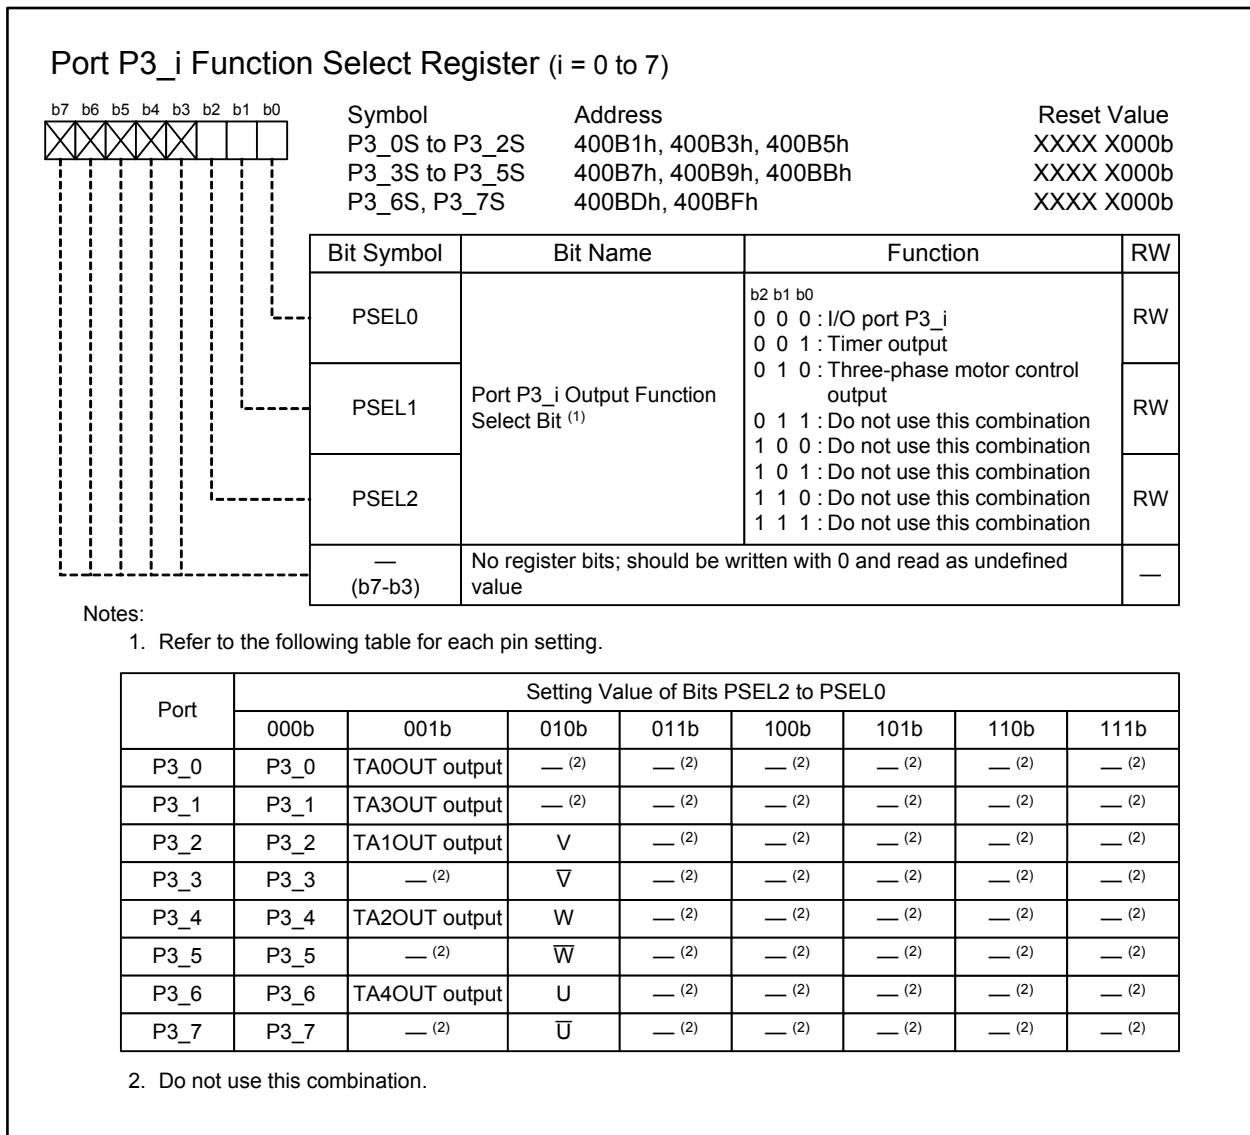 Port P3_i Function Select Register (i = 0 to 7)
b7 b6 b5 b4 b3 b2 b1 b0
Symbol Address Reset Value
P3_0S to P3_2S 400B1h, 400B3h, 400B5h XXXX X000b
P3_3S to P3_5S 400B7h, 400B9h, 400BBh XXXX X000b
P3_6S, P3_7S 400BDh, 400BFh XXXX X000b
Bit Symbol Bit Name Function RW
PSEL0 RW
PSEL1 RW
PSEL2 RW
Port P3_i Output Function
Select Bit (1)
b2 b1 b0
0 0 0 : I/O port P3_i
0 0 1 : Timer output
0 1 0 : Three-phase motor control
output
0 1 1 : Do not use this combination
1 0 0 : Do not use this combination
1 0 1 : Do not use this combination
1 1 0 : Do not use this combination
1 1 1 : Do not use this combination
—
(b7-b3)
No register bits; should be written with 0 and read as undefined
value
—
Notes:
1. Refer to the following table for each pin setting.
Port Setting Value of Bits PSEL2 to PSEL0
000b 001b 010b 011b 100b 101b 110b 111b
P3_0 P3_0 TA0OUT output — (2) — (2) — (2) — (2) — (2) — (2)
P3_1 P3_1 TA3OUT output — (2) — (2) — (2) — (2) — (2) — (2)
P3_2 P3_2 TA1OUT output V — (2) — (2) — (2) — (2) — (2)
P3_3 P3_3 — (2) V̅ — (2) — (2) — (2) — (2) — (2)
P3_4 P3_4 TA2OUT output W — (2) — (2) — (2) — (2) — (2)
P3_5 P3_5 — (2) W̅ — (2) — (2) — (2) — (2) — (2)
P3_6 P3_6 TA4OUT output U — (2) — (2) — (2) — (2) — (2)
P3_7 P3_7 — (2) U̅ — (2) — (2) — (2) — (2) — (2)
2. Do not use this combination.